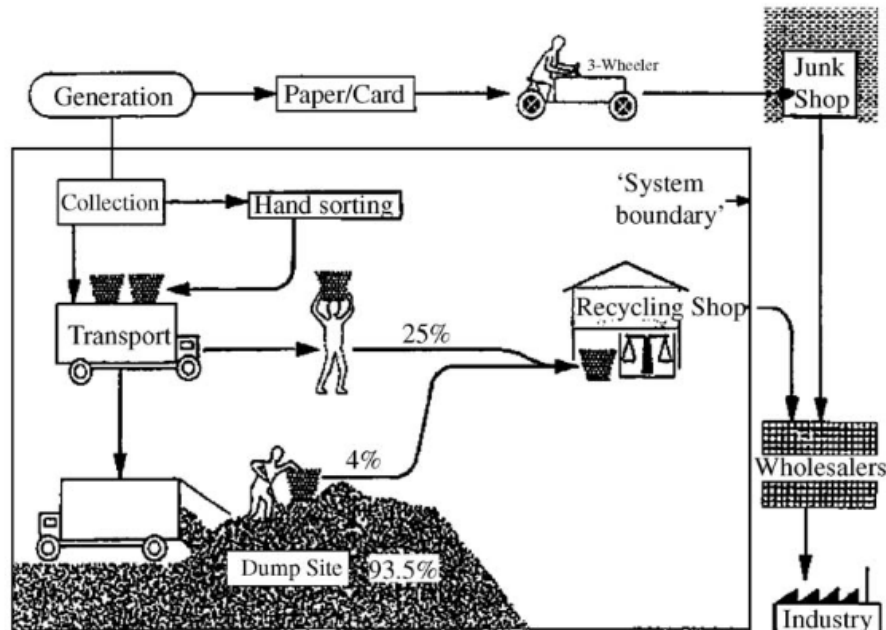 Generation
Paper/Card
3-Wheeler
Junk
Shop
Collection
Hand sorting
'System
boundary'
Transport
25%
Recycling Shop
4%
Wholesalers
Dump Site
93.5%
Industry